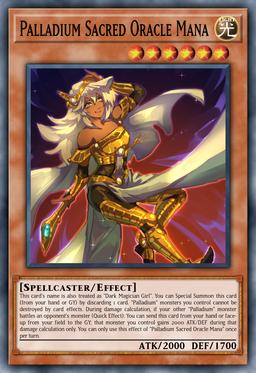 PALLADIUM SACRED ORACLE MANA
光
[SPELLCASTER/EFFECT]
This card's name is also treated as "Dark Magician Girl". You can Special Summon this card
(from your hand or GY) by discarding 1 card. "Palladium" monsters you control cannot be
destroyed by card effects. During damage calculation, if your other "Palladium" monster
battles an opponent's monster (Quick Effect): You can send this card from your hand or face-
up from your field to the GY; that monster you control gains 2000 ATK/DEF during that
damage calculation only. You can only use this effect of "Palladium Sacred Oracle Mana" once
per turn.
ATK/2000 DEF/1700